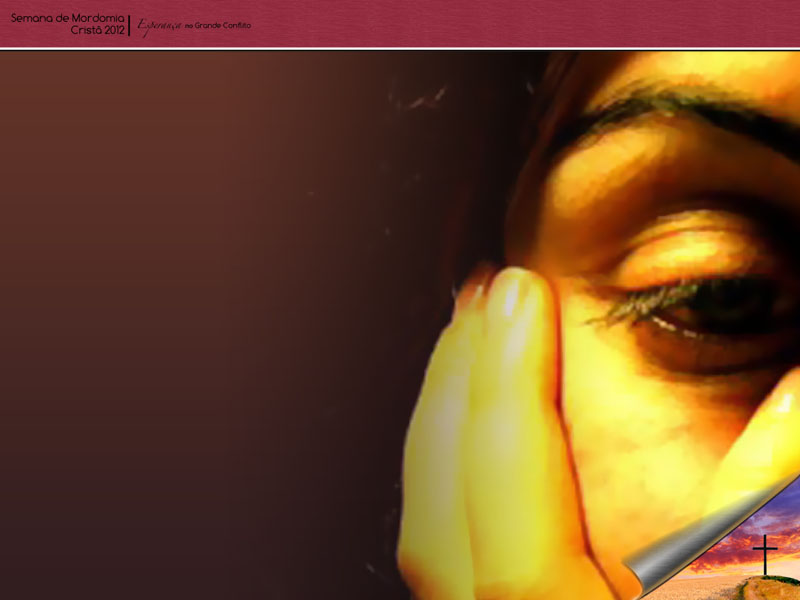 Semana de Mordomia
Cristã 2012
Esperança no Grande Conflito